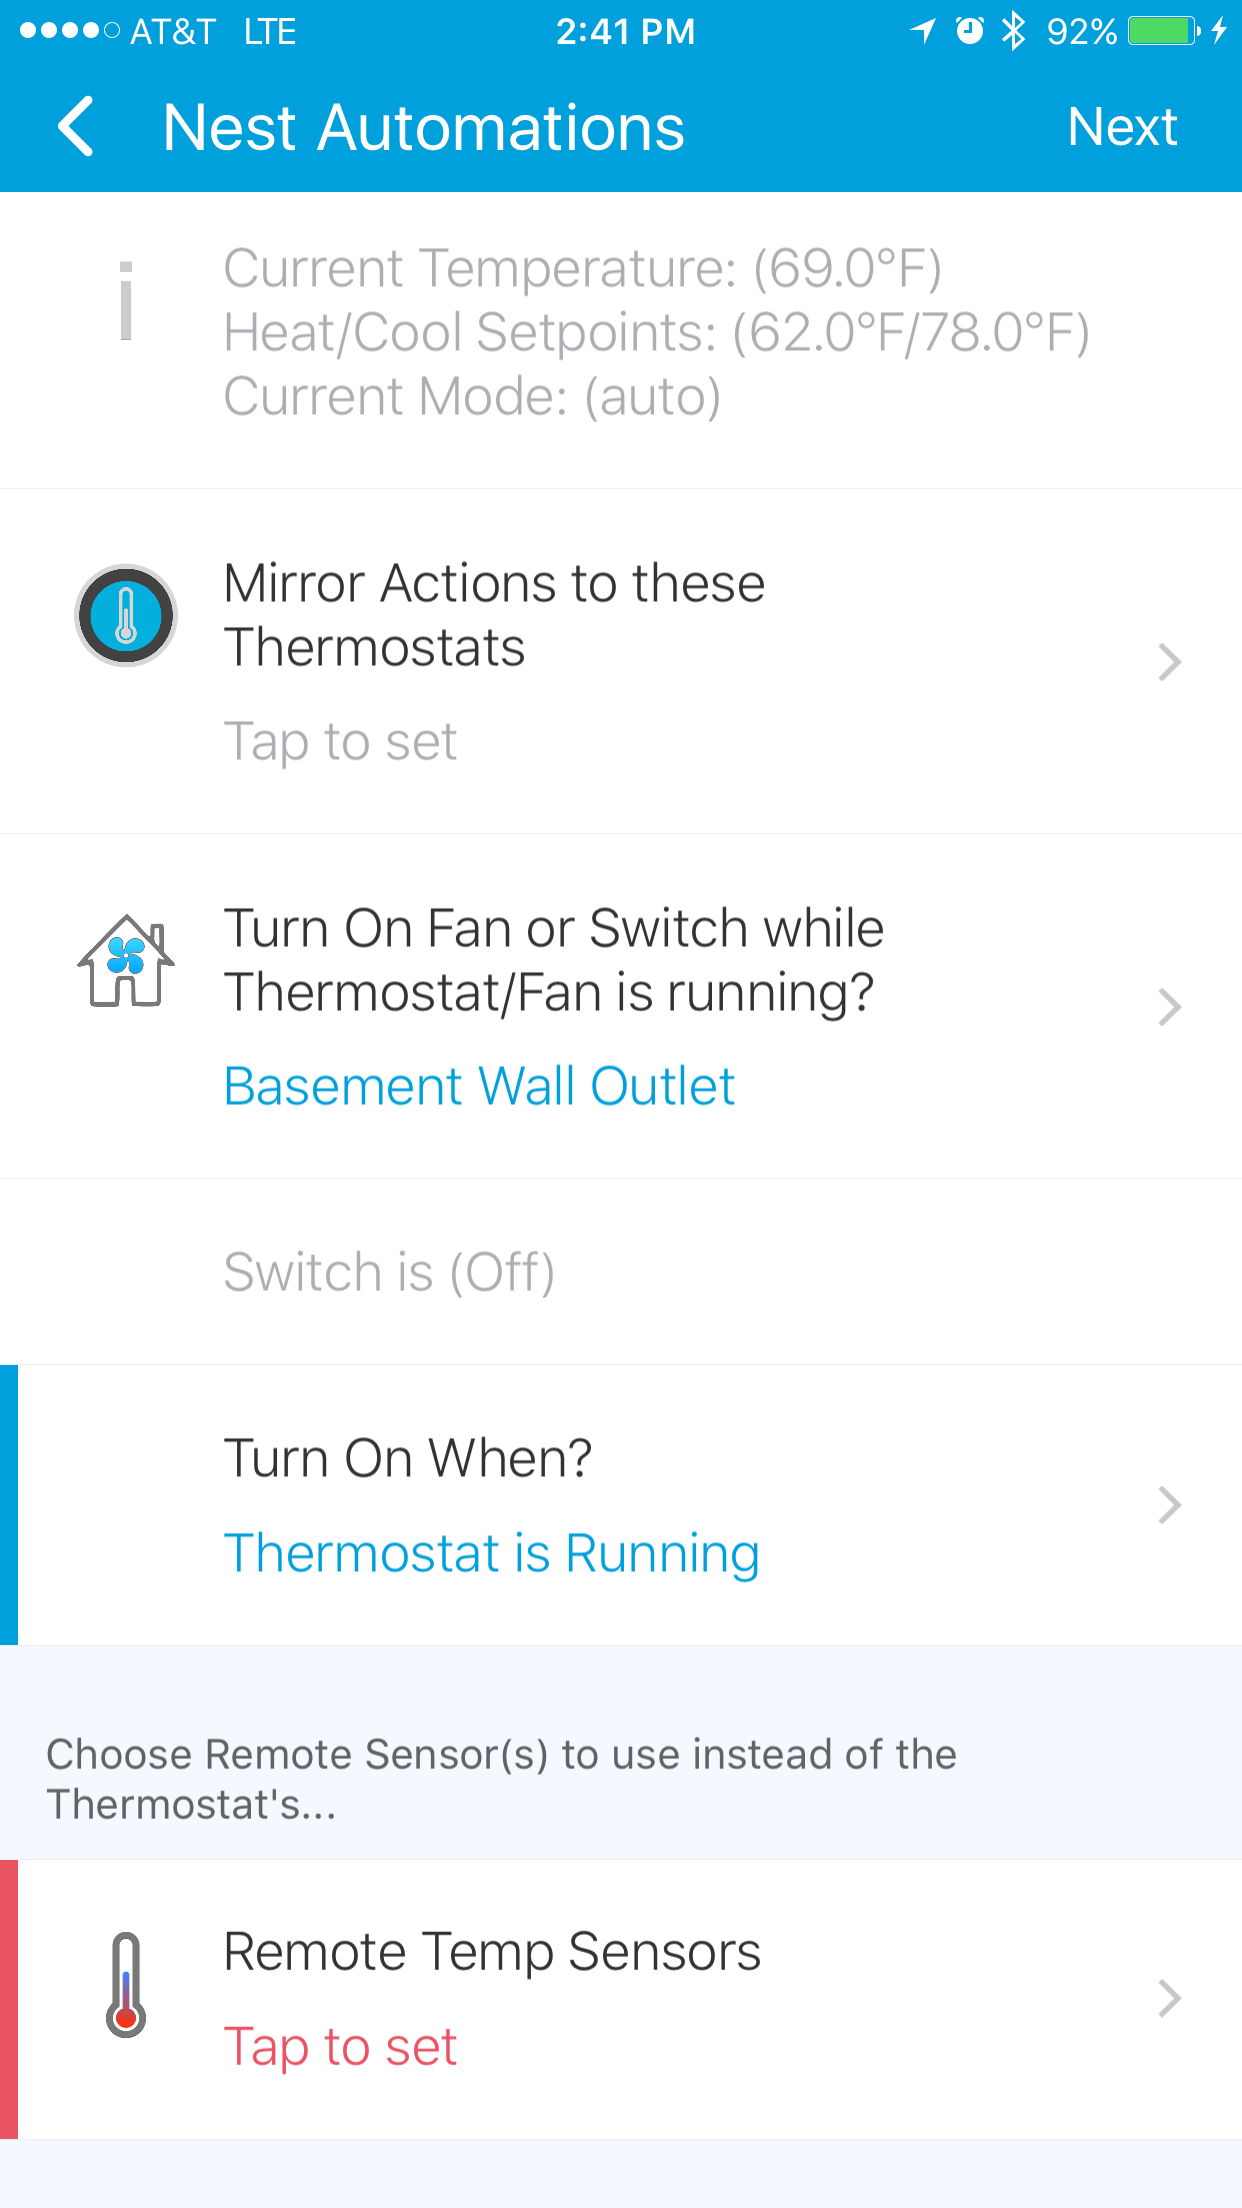 AT&T LTE 2:41 PM 92%
Nest Automations Next
Current Temperature: (69.0°F)
Heat/Cool Setpoints: (62.0°F/78.0°F)
Current Mode: (auto)
Mirror Actions to these
Thermostats
Tap to set
Turn On Fan or Switch while
Thermostat/Fan is running?
Basement Wall Outlet
Switch is (Off)
Turn On When?
Thermostat is Running
Choose Remote Sensor(s) to use instead of the
Thermostat's...
Remote Temp Sensors
Tap to set